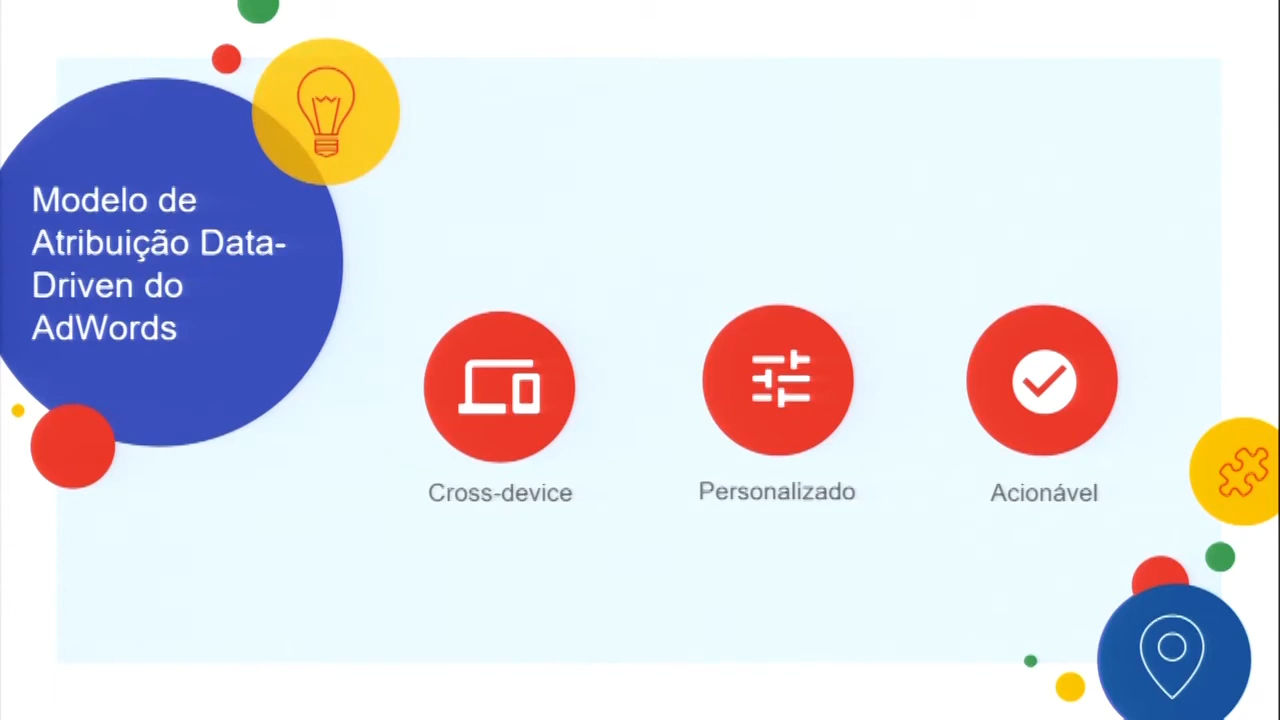 Modelo de
Atribuição Data-
Driven do
AdWords
Cross-device
Personalizado
Acionável